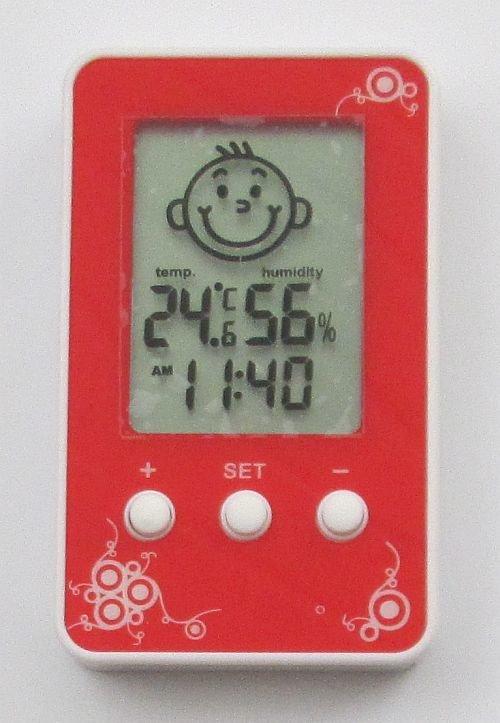 temp. humidity
24.6°C 56%
AM 11:40
+ SET −